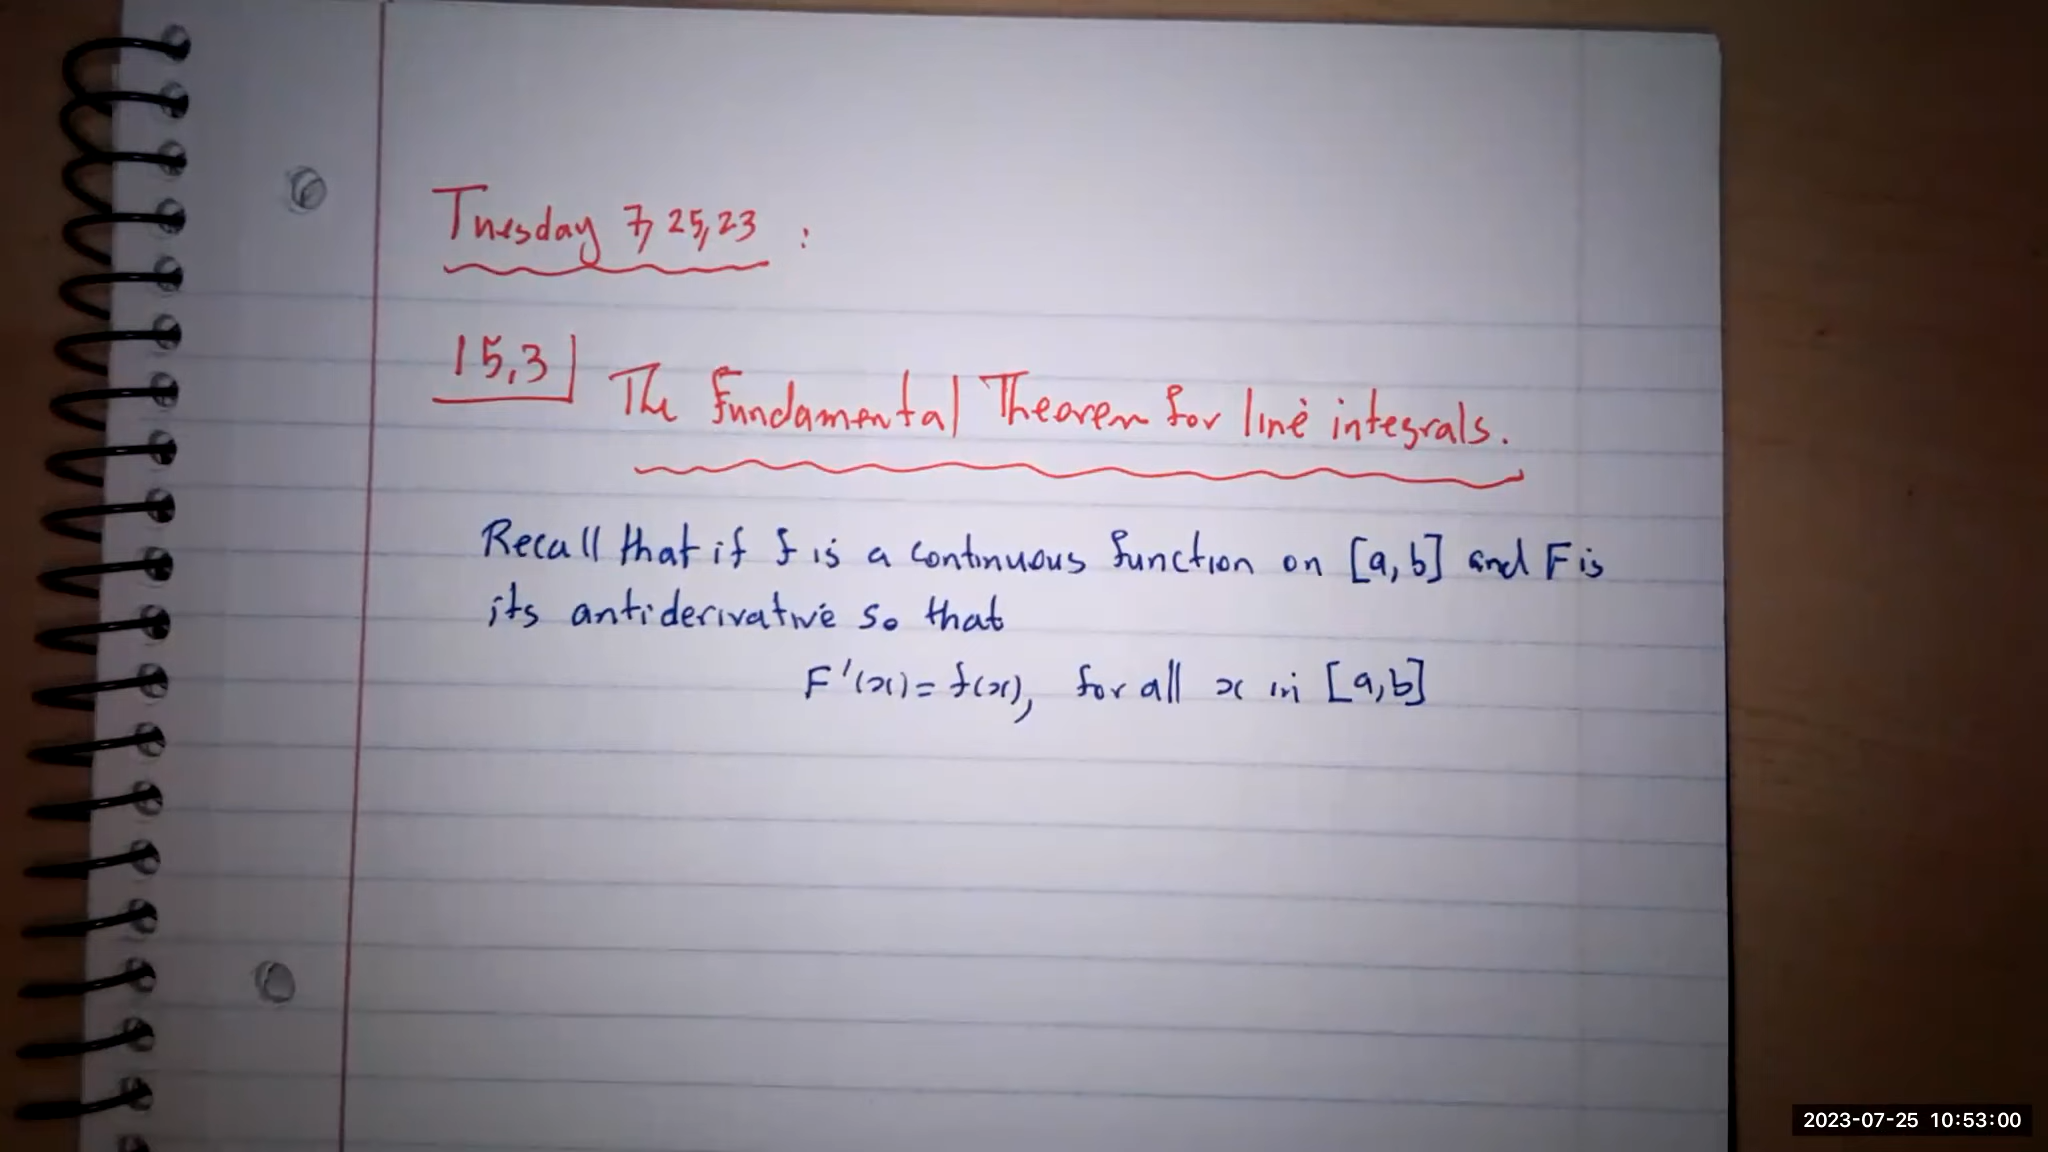 Tuesday 7,25,23 :
15,3
The Fundamental Theorem for line integrals.
Recall that if f is a continuous function on [a,b] and F is
its antiderivative so that
F'(x) = f(x), for all x in [a,b]
2023-07-25 10:53:00